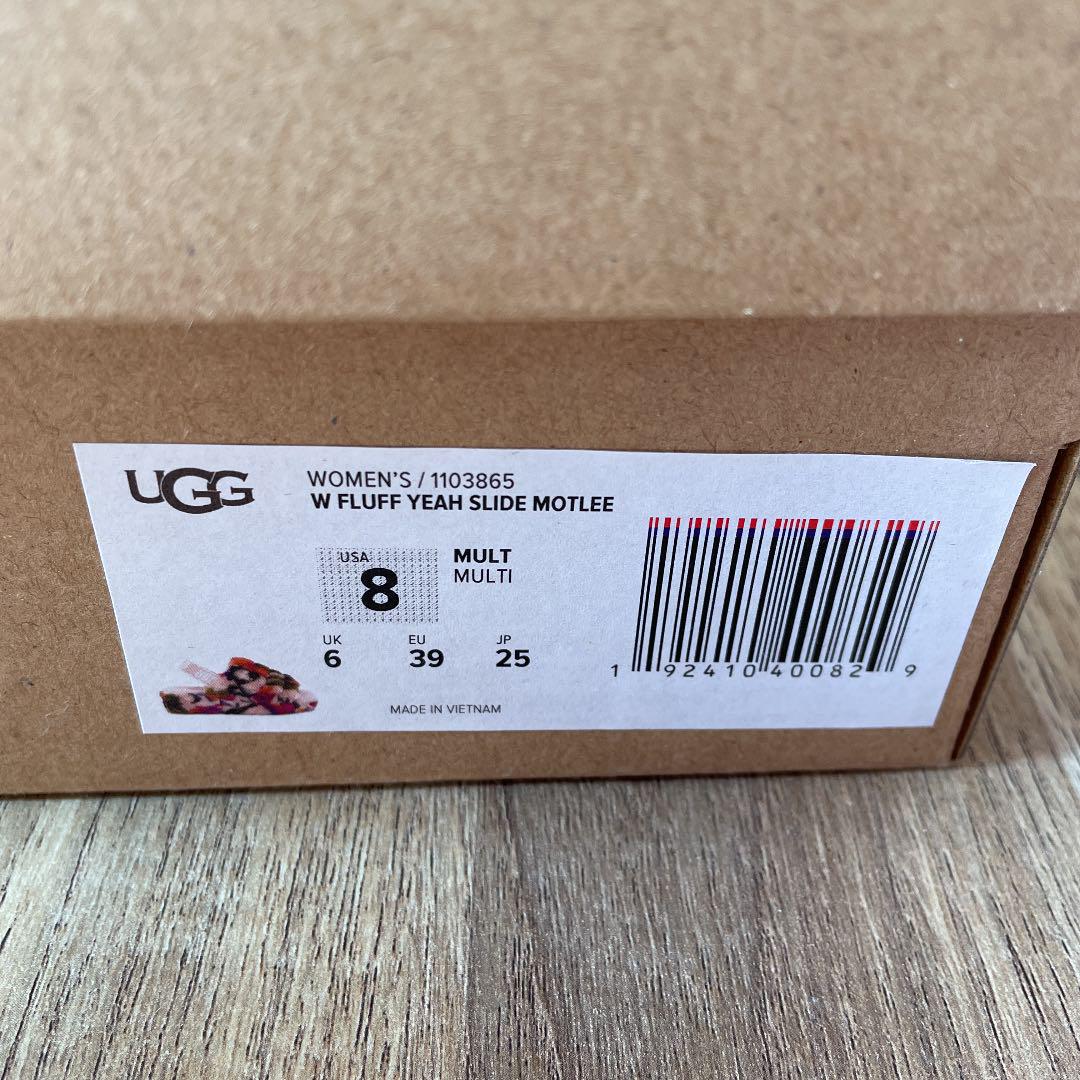 UGG
WOMEN'S / 1103865
W FLUFF YEAH SLIDE MOTLEE
USA
8
MULT
MULTI
UK
6
EU
39
JP
25
MADE IN VIETNAM
1 92410 40082 9